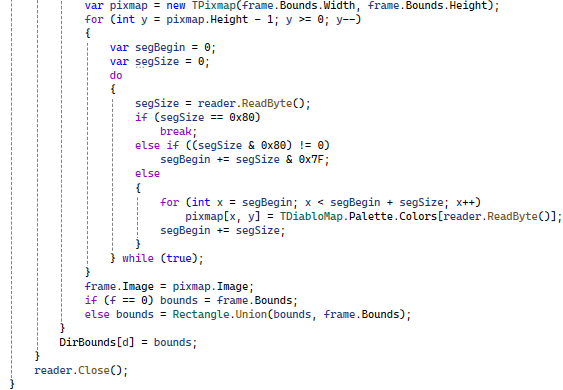 var pixmap = new TPixmap(frame.Bounds.Width, frame.Bounds.Height);
for (int y = pixmap.Height - 1; y >= 0; y--)
{
var segBegin = 0;
var segSize = 0;
do
{
segSize = reader.ReadByte();
if (segSize == 0x80)
break;
else if ((segSize & 0x80) != 0)
segBegin += segSize & 0x7F;
else
{
for (int x = segBegin; x < segBegin + segSize; x++)
pixmap[x, y] = TDiabloMap.Palette.Colors[reader.ReadByte()];
segBegin += segSize;
}
} while (true);
}
frame.Image = pixmap.Image;
if (f == 0) bounds = frame.Bounds;
else bounds = Rectangle.Union(bounds, frame.Bounds);
}
DirBounds[d] = bounds;
}
reader.Close();
}